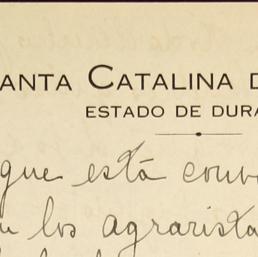 ANTA CATALINA D
ESTADO DE DURA
que está conv
los agrarista